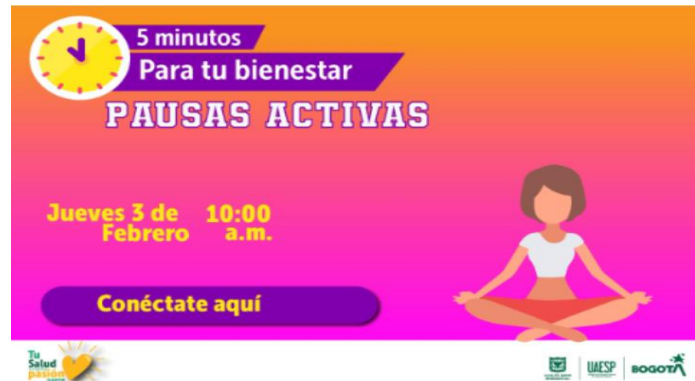 5 minutos
Para tu bienestar
PAUSAS ACTIVAS
Jueves 3 de
Febrero
10:00
a.m.
Conéctate aquí
Tu
Salud
pasión
UAESP
BOGOTÁ